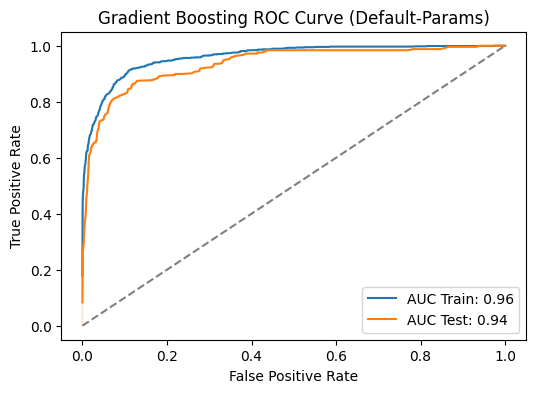 Gradient Boosting ROC Curve (Default-Params)
True Positive Rate
1.0
0.8
0.6
0.4
0.2
0.0
0.0 0.2 0.4 0.6 0.8 1.0
False Positive Rate
AUC Train: 0.96
AUC Test: 0.94